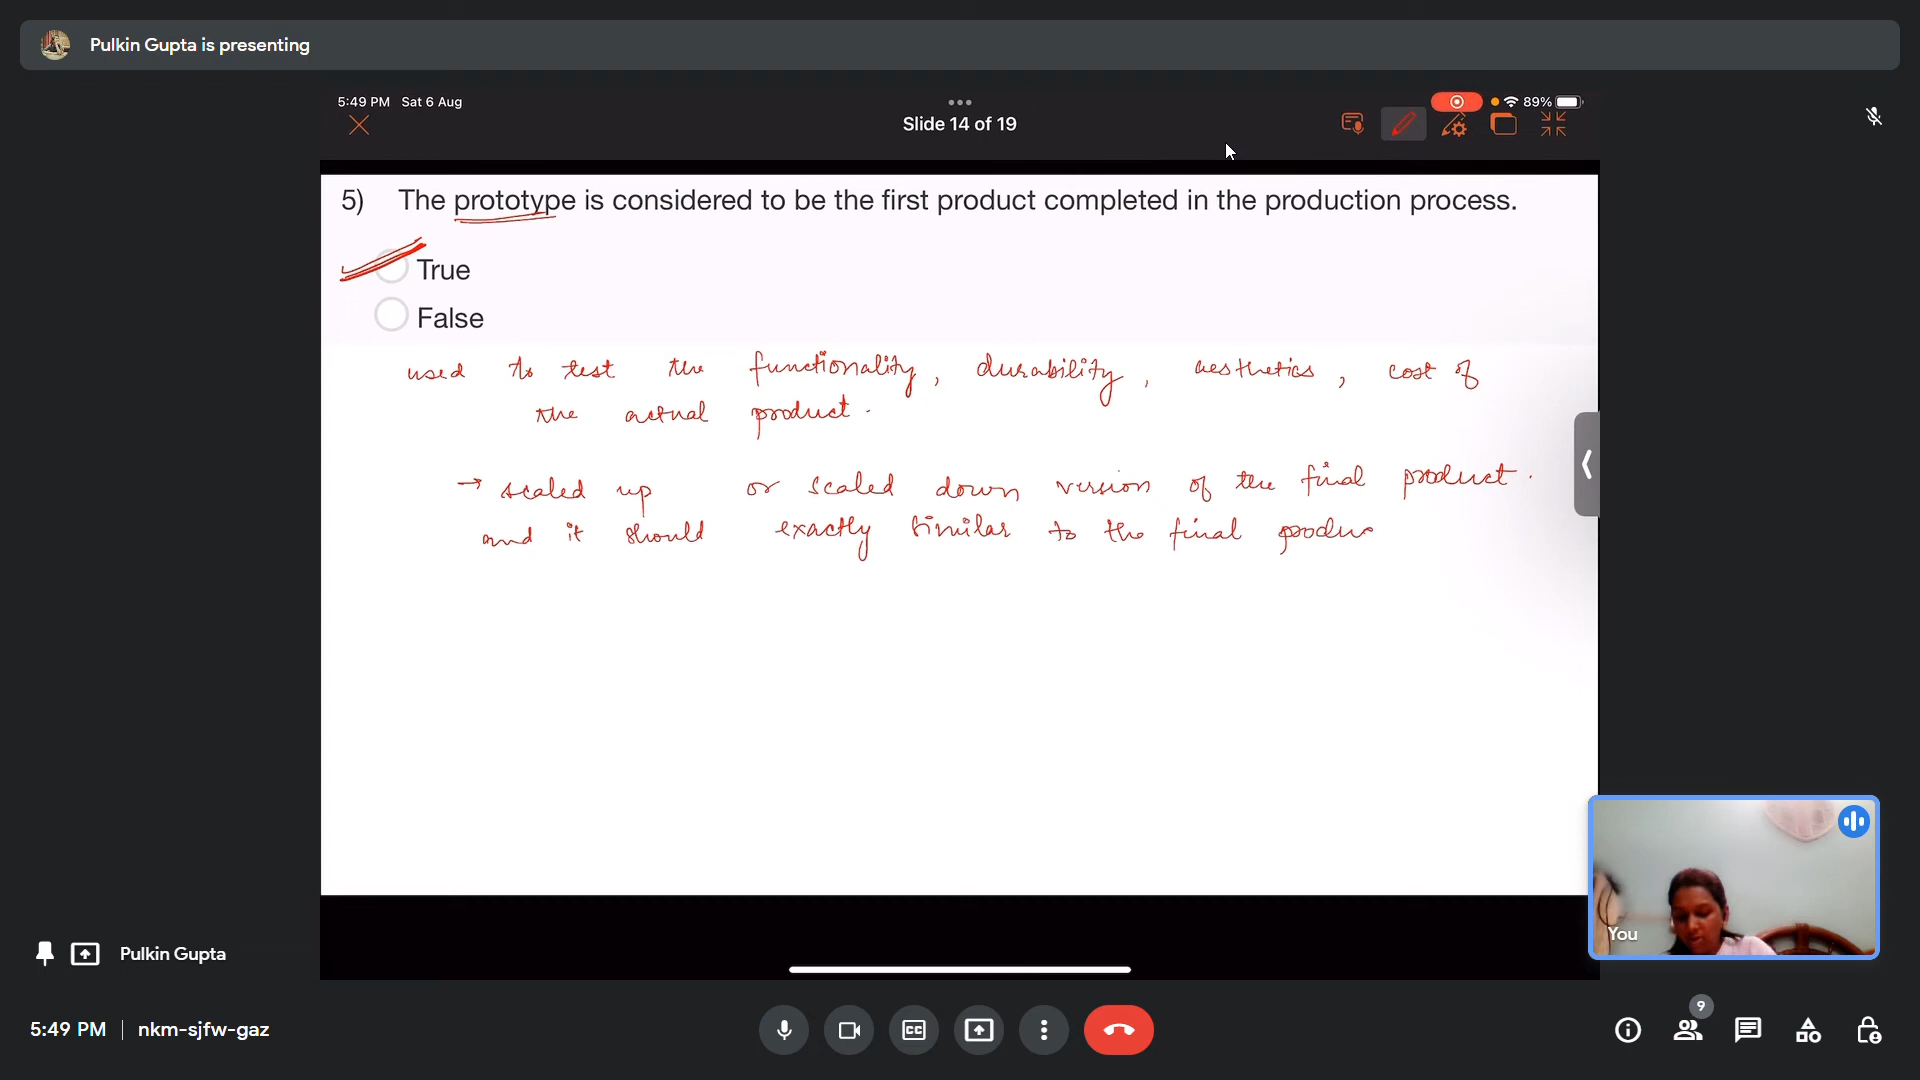 Pulkin Gupta is presenting
5:49 PM Sat 6 Aug
89%
Slide 14 of 19
5) The prototype is considered to be the first product completed in the production process.
True
False
used to test the functionality, durability, aesthetics, cost of
the actual product.
→ scaled up or scaled down version of the final product.
and it should exactly similar to the final produc
You
Pulkin Gupta
5:49 PM | nkm-sjfw-gaz
CC
9